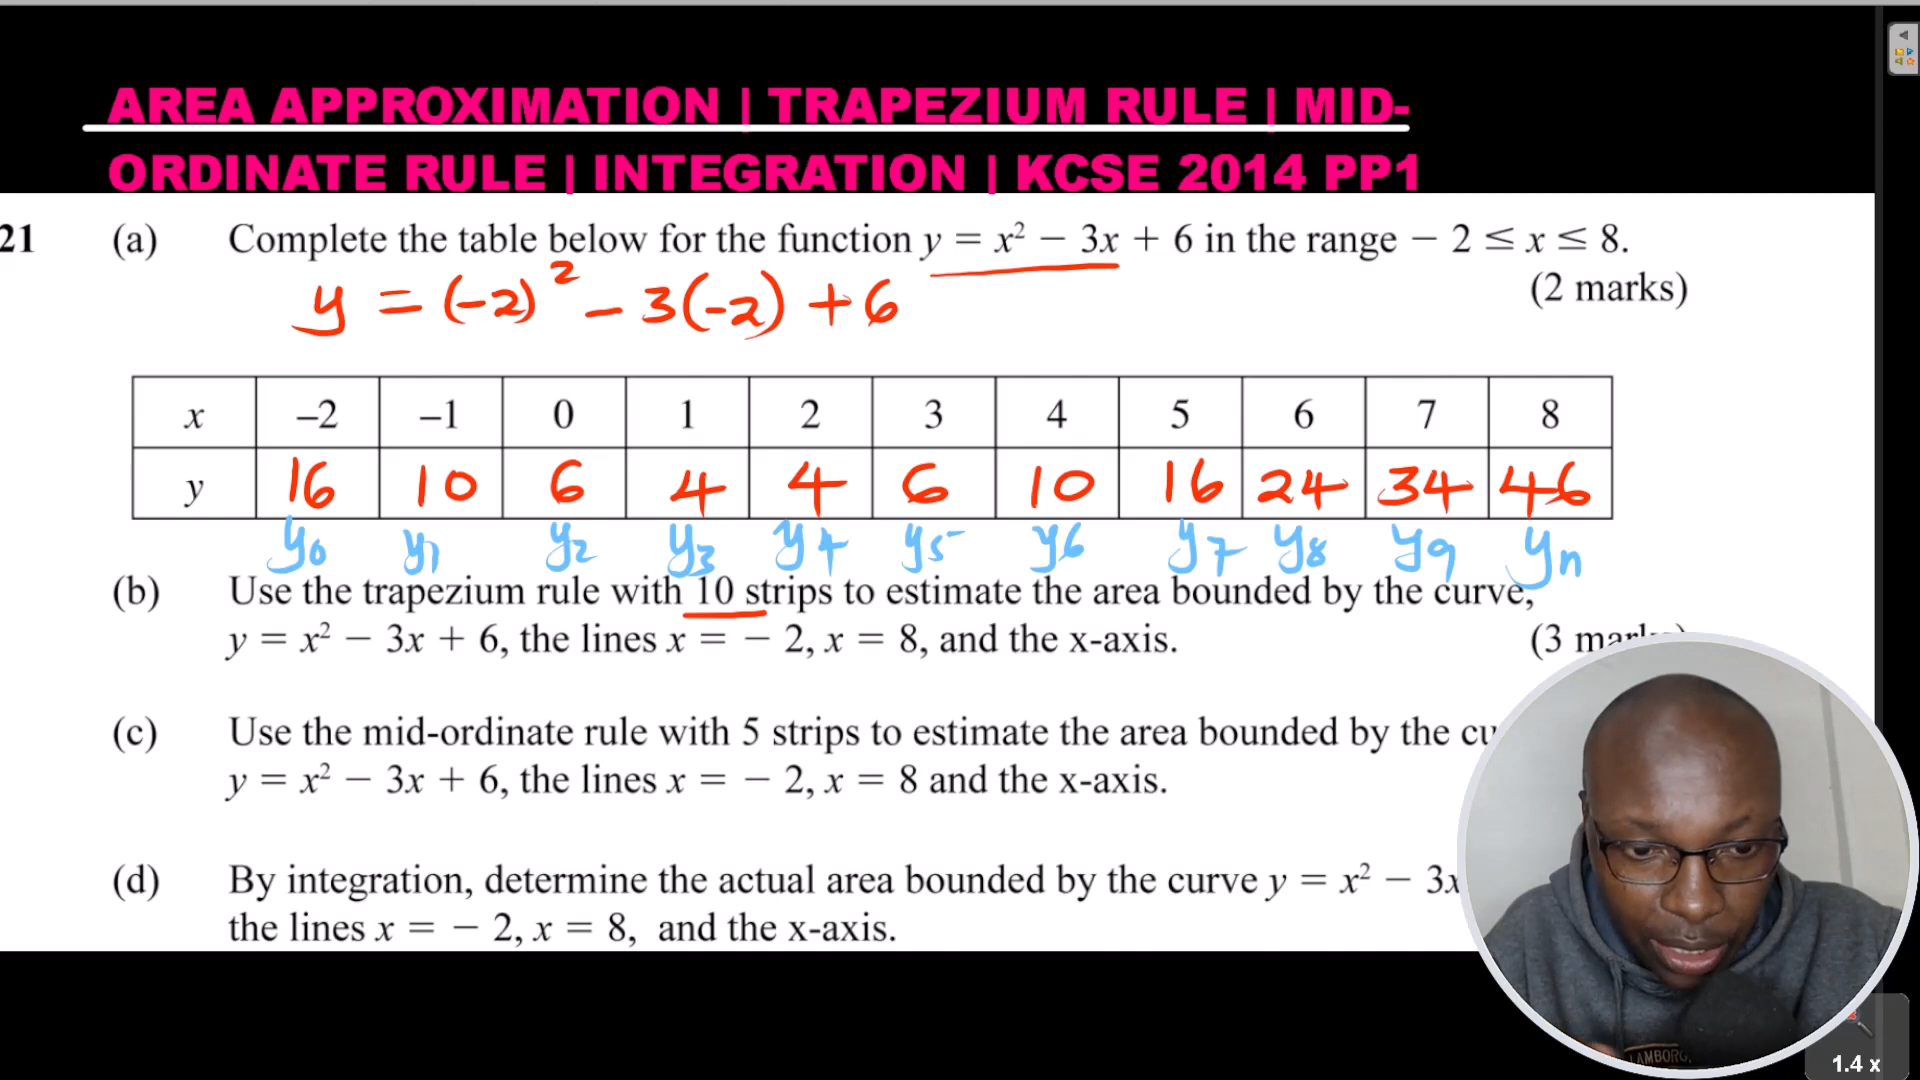 AREA APPROXIMATION | TRAPEZIUM RULE | MID-
ORDINATE RULE | INTEGRATION | KCSE 2014 PP1
21 (a) Complete the table below for the function y = x² − 3x + 6 in the range − 2 ≤ x ≤ 8.
(2 marks)
y = (-2)² - 3(-2) + 6
x –2 –1 0 1 2 3 4 5 6 7 8
y 16 10 6 4 4 6 10 16 24 34 46
y0 y1 y2 y3 y4 y5 y6 y7 y8 y9 yn
(b) Use the trapezium rule with 10 strips to estimate the area bounded by the curve,
y = x² − 3x + 6, the lines x = − 2, x = 8, and the x-axis. (3
(c) Use the mid-ordinate rule with 5 strips to estimate the area bounded by the
y = x² − 3x + 6, the lines x = − 2, x = 8 and the x-axis.
(d) By integration, determine the actual area bounded by the curve y = x² − 3x
the lines x = − 2, x = 8, and the x-axis.
1.4 x